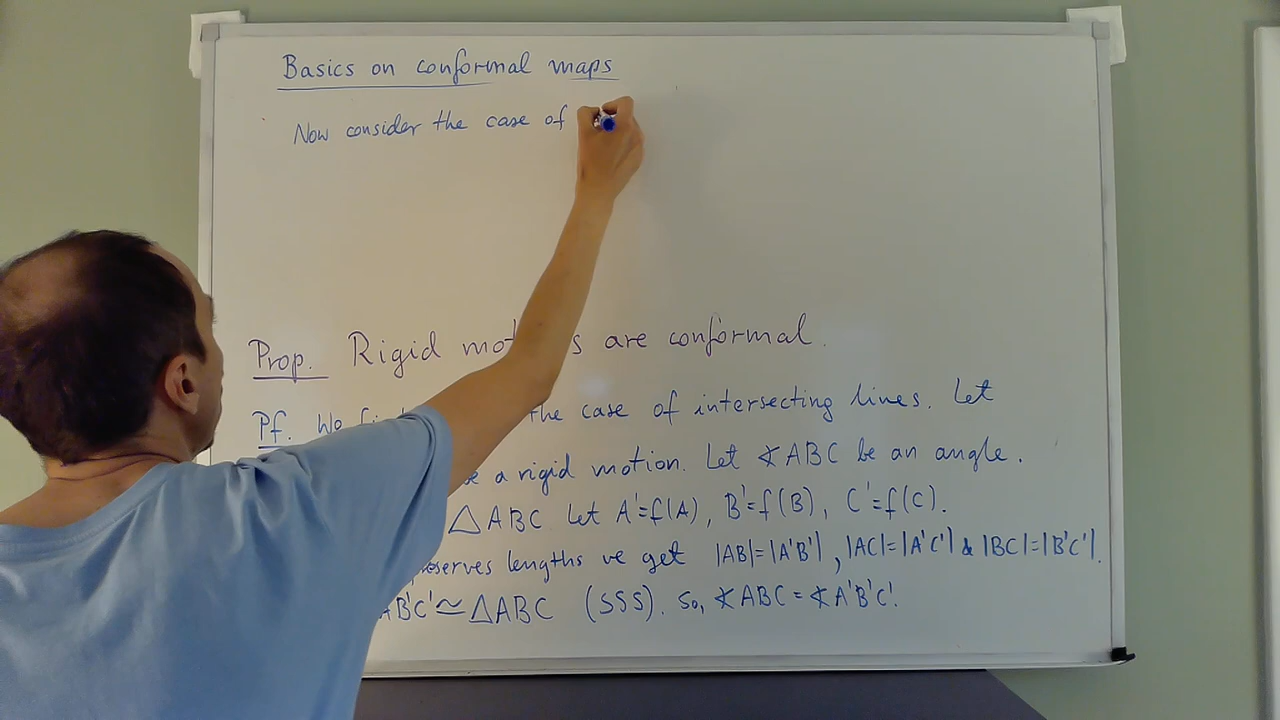 Basics on conformal maps
Now consider the case of
Prop. Rigid mot s are conformal.
Pf. We fi the case of intersecting lines. Let
e a rigid motion. Let ∢ABC be an angle.
△ABC. Let A'=f(A), B'=f(B), C'=f(C).
eserves lengths we get |AB|=|A'B'|, |AC|=|A'C'| & |BC|=|B'C'|.
B'C'≃△ABC (SSS). So, ∢ABC=∢A'B'C'.